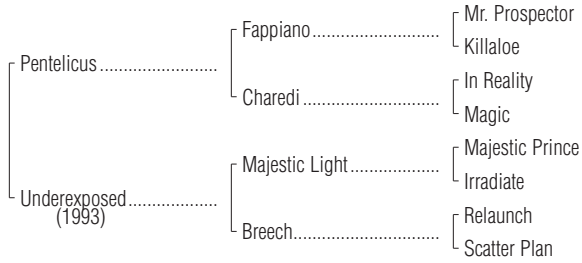 Mr. Prospector
Fappiano
Killaloe
Pentelicus
In Reality
Charedi
Magic
Majestic Prince
Majestic Light
Irradiate
Underexposed
(1993)
Relaunch
Breech
Scatter Plan